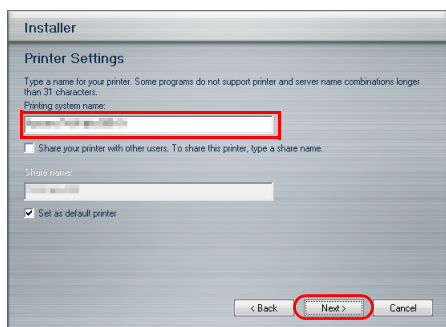 Installer
Printer Settings
Type a name for your printer. Some programs do not support printer and server name combinations longer
than 31 characters.
Printing system name:
Share your printer with other users. To share this printer, type a share name.
Share name:
Set as default printer
< Back Next > Cancel